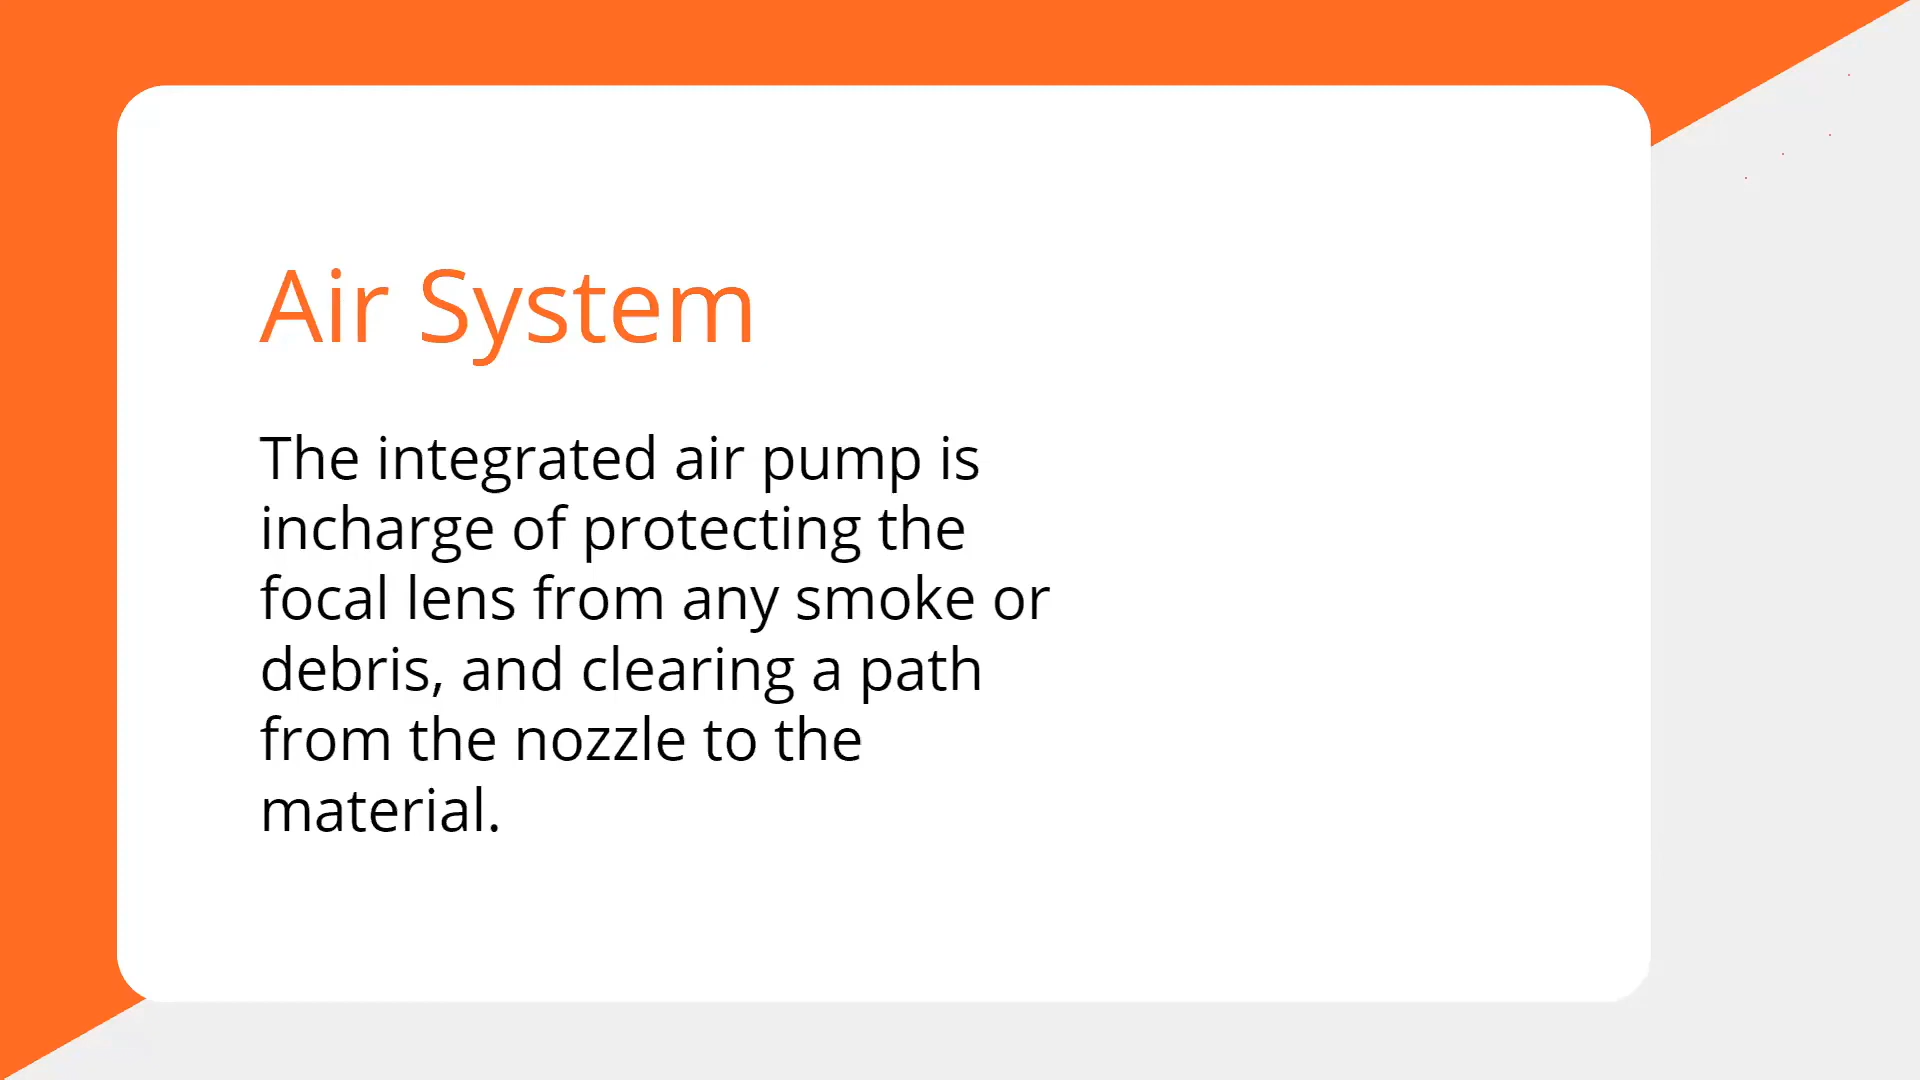 Air System
The integrated air pump is
incharge of protecting the
focal lens from any smoke or
debris, and clearing a path
from the nozzle to the
material.